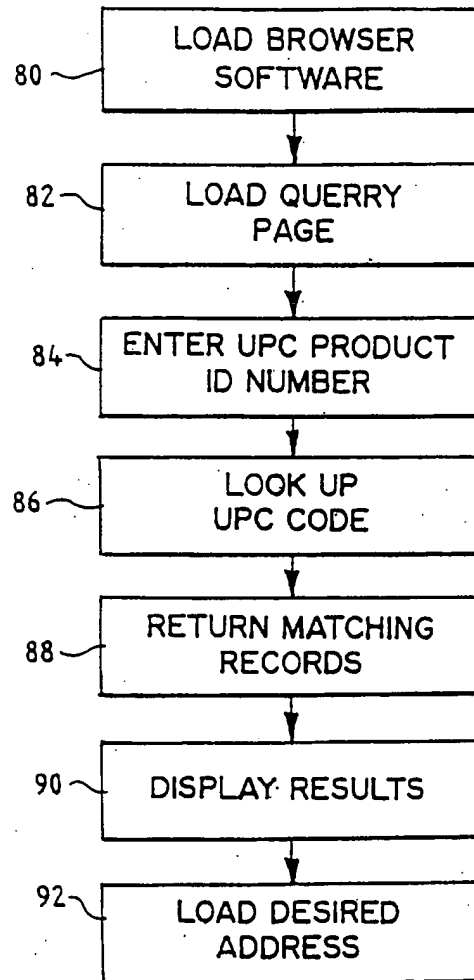 80
LOAD BROWSER
SOFTWARE
82
LOAD QUERRY
PAGE
84
ENTER UPC PRODUCT
ID NUMBER
86
LOOK UP
UPC CODE
88
RETURN MATCHING
RECORDS
90
DISPLAY RESULTS
92
LOAD DESIRED
ADDRESS